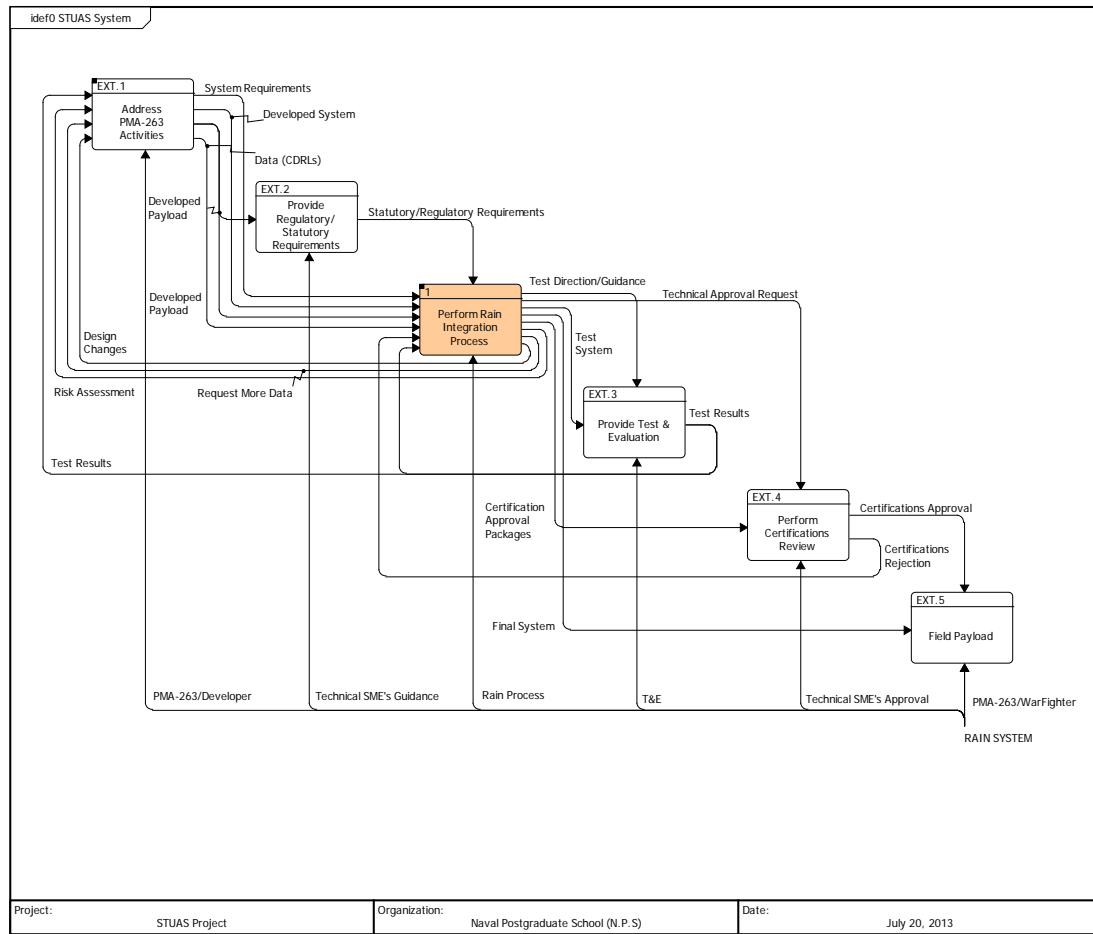 idef0 STUAS System
EXT.1
Address
PMA-263
Activities
System Requirements
Developed System
Data (CDRLs)
EXT.2
Provide
Regulatory/
Statutory
Requirements
Developed
Payload
Statutory/Regulatory Requirements
Developed
Payload
1
Perform Rain
Integration
Process
Test Direction/Guidance
Technical Approval Request
Design
Changes
Test
System
Risk Assessment
Request More Data
EXT.3
Provide Test &
Evaluation
Test Results
Test Results
EXT.4
Perform
Certifications
Review
Certification
Approval
Packages
Certifications Approval
Certifications
Rejection
EXT.5
Field Payload
Final System
PMA-263/Developer
Technical SME's Guidance
Rain Process
T&E
Technical SME's Approval
PMA-263/WarFighter
RAIN SYSTEM
Project:
STUAS Project
Organization:
Naval Postgraduate School (N.P.S)
Date:
July 20, 2013